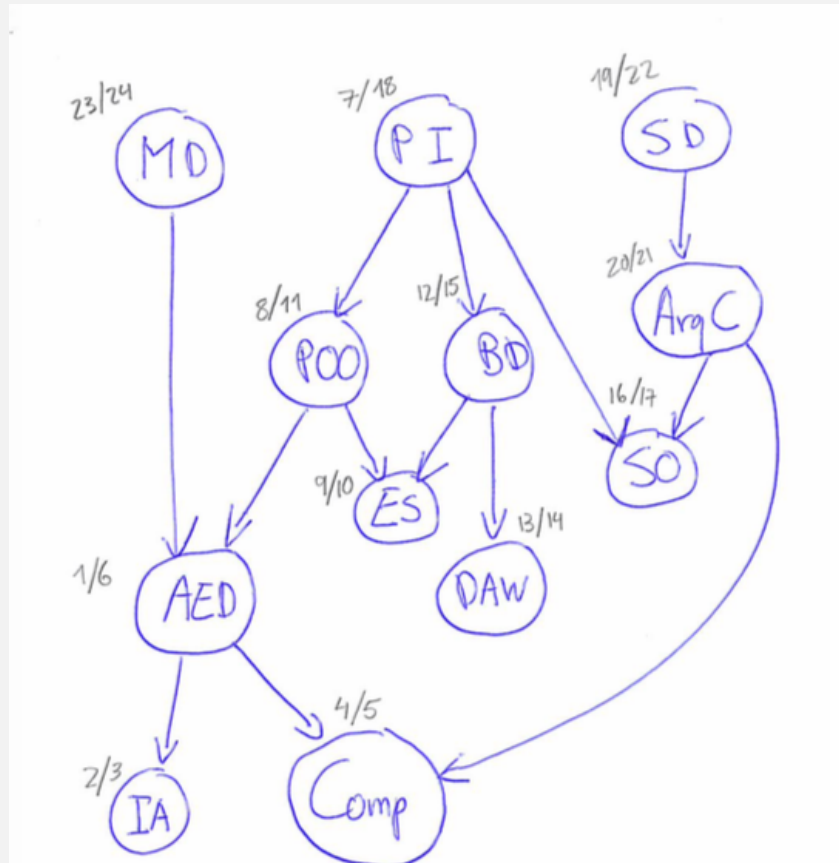 23/24
MD
7/18
PI
19/22
SD
20/21
ArqC
8/11
POO
12/15
BD
16/17
SO
9/10
ES
13/14
DAW
1/6
AED
2/3
IA
4/5
Comp